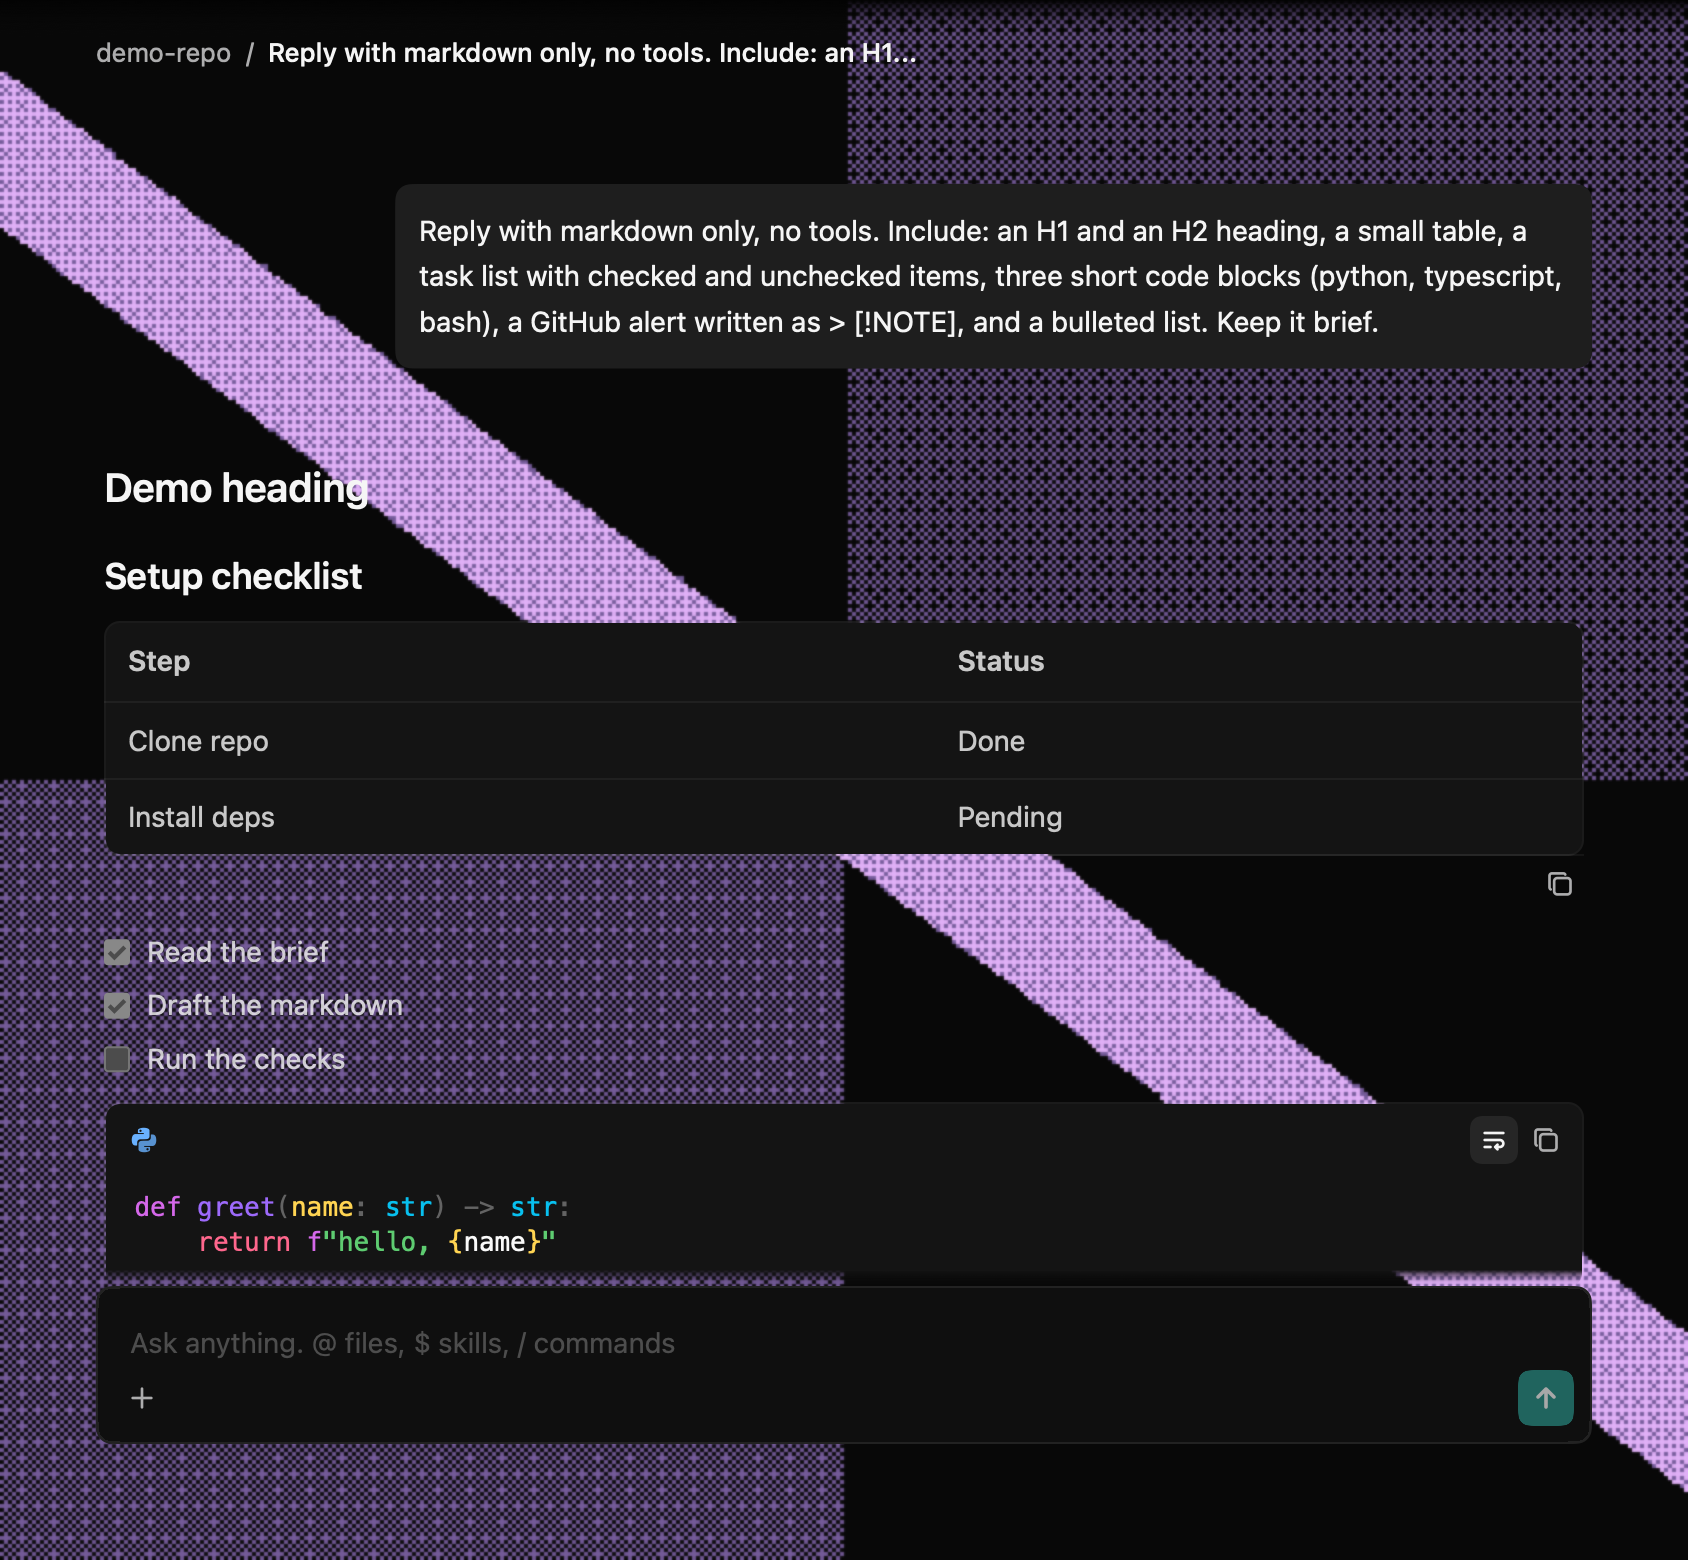 demo-repo / Reply with markdown only, no tools. Include: an H1...
Reply with markdown only, no tools. Include: an H1 and an H2 heading, a small table, a
task list with checked and unchecked items, three short code blocks (python, typescript,
bash), a GitHub alert written as > [!NOTE], and a bulleted list. Keep it brief.
Demo heading
Setup checklist
Step Status
Clone repo Done
Install deps Pending
Read the brief
Draft the markdown
Run the checks
def greet(name: str) -> str:
    return f"hello, {name}"
Ask anything. @ files, $ skills, / commands